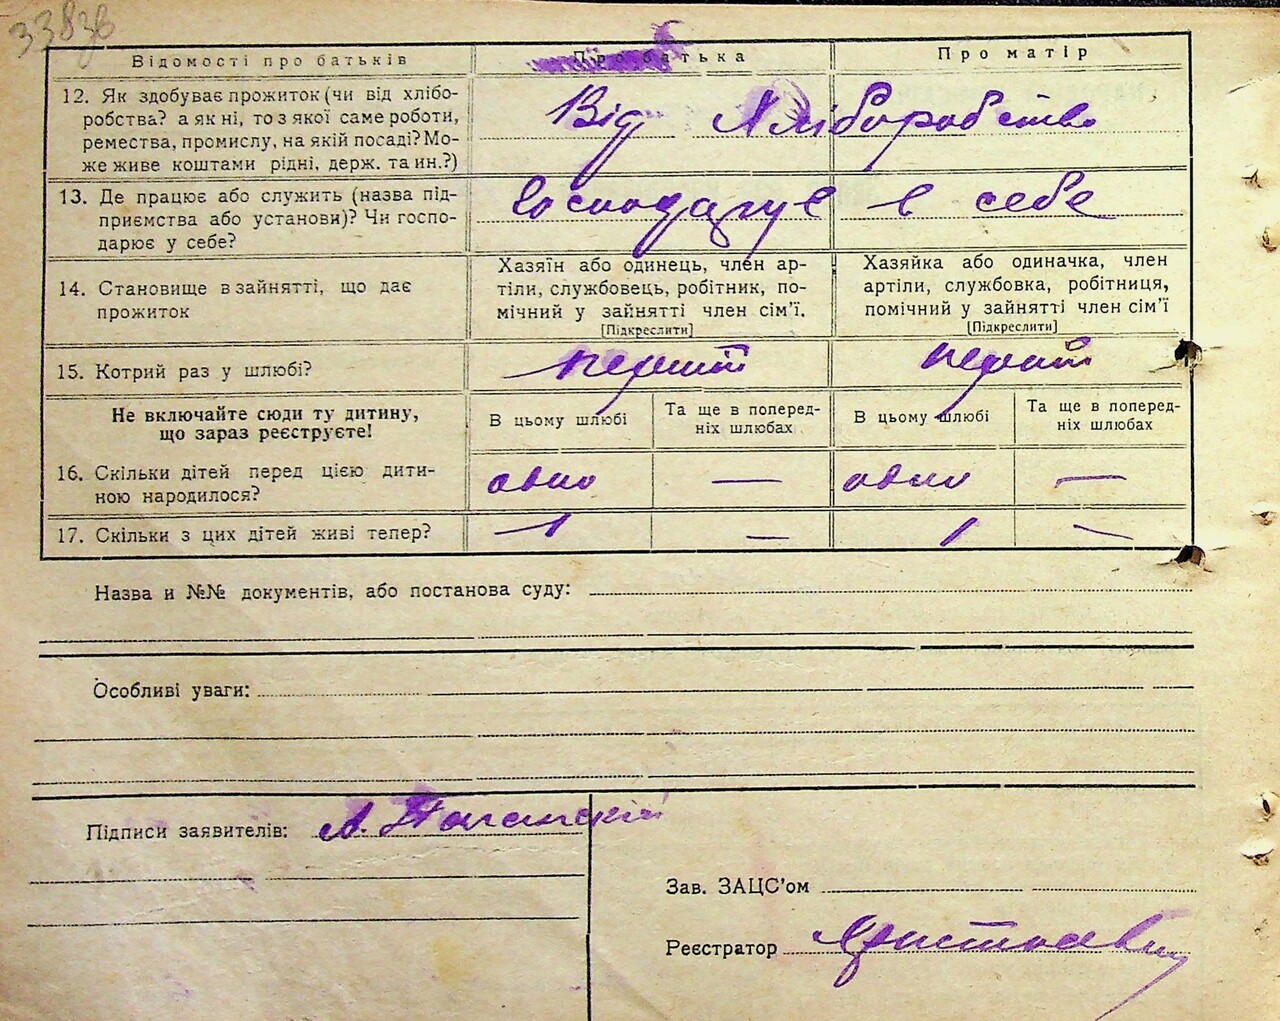 3383в
Відомості про батьків
Про батька
Про матір
12. Як здобуває прожиток (чи від хлібо-
робства? а як ні, то з якої саме роботи,
ремества, промислу, на якій посаді? Мо-
же живе коштами рідні, держ. та ин.?)
Від Хліборобство
13. Де працює або служить (назва під-
приємства або установи)? Чи госпо-
дарює у себе?
Господарує в себе
14. Становище в зайнятті, що дає
прожиток
Хазяїн або одинець, член ар-
тіли, службовець, робітник, по-
мічний у зайнятті член сім'ї.
[Підкреслити]
Хазяйка або одиначка, член
артіли, службовка, робітниця,
помічний у зайнятті член сім'ї
[Підкреслити]
15. Котрий раз у шлюбі?
перший
перший
Не включайте сюди ту дитину,
що зараз реєструєте!
В цьому шлюбі
Та ще в поперед-
ніх шлюбах
В цьому шлюбі
Та ще в поперед-
ніх шлюбах
16. Скільки дітей перед цією дити-
ною народилося?
одно — одно —
17. Скільки з цих дітей живі тепер?
1 — 1 —
Назва и №№ документів, або постанова суду:
Особливі уваги:
Підписи заявителів: А.
Зав. ЗАЦС'ом
Реєстратор